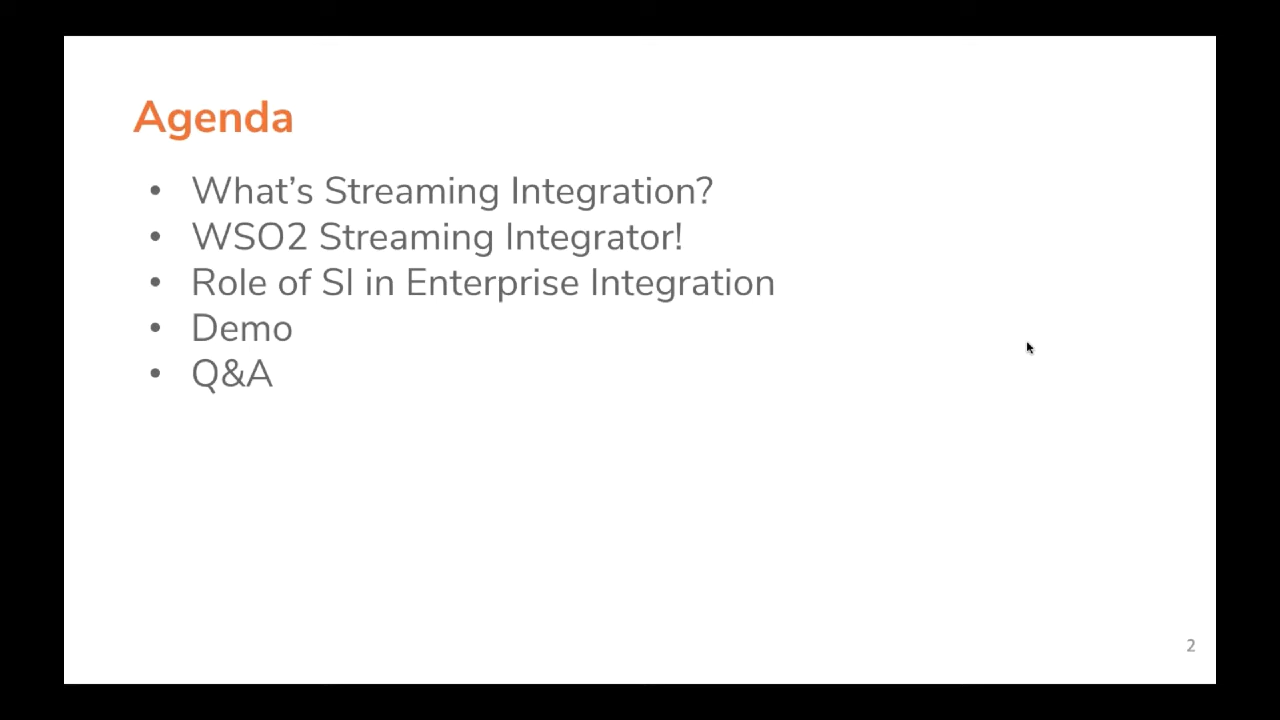 Agenda
• What's Streaming Integration?
• WSO2 Streaming Integrator!
• Role of SI in Enterprise Integration
• Demo
• Q&A
2